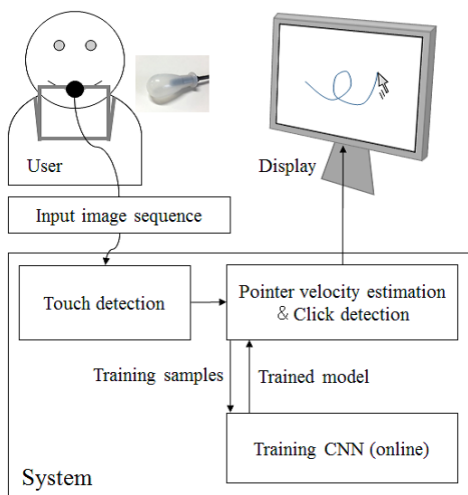 User
Display
Input image sequence
Touch detection
Pointer velocity estimation
& Click detection
Training samples
Trained model
Training CNN (online)
System